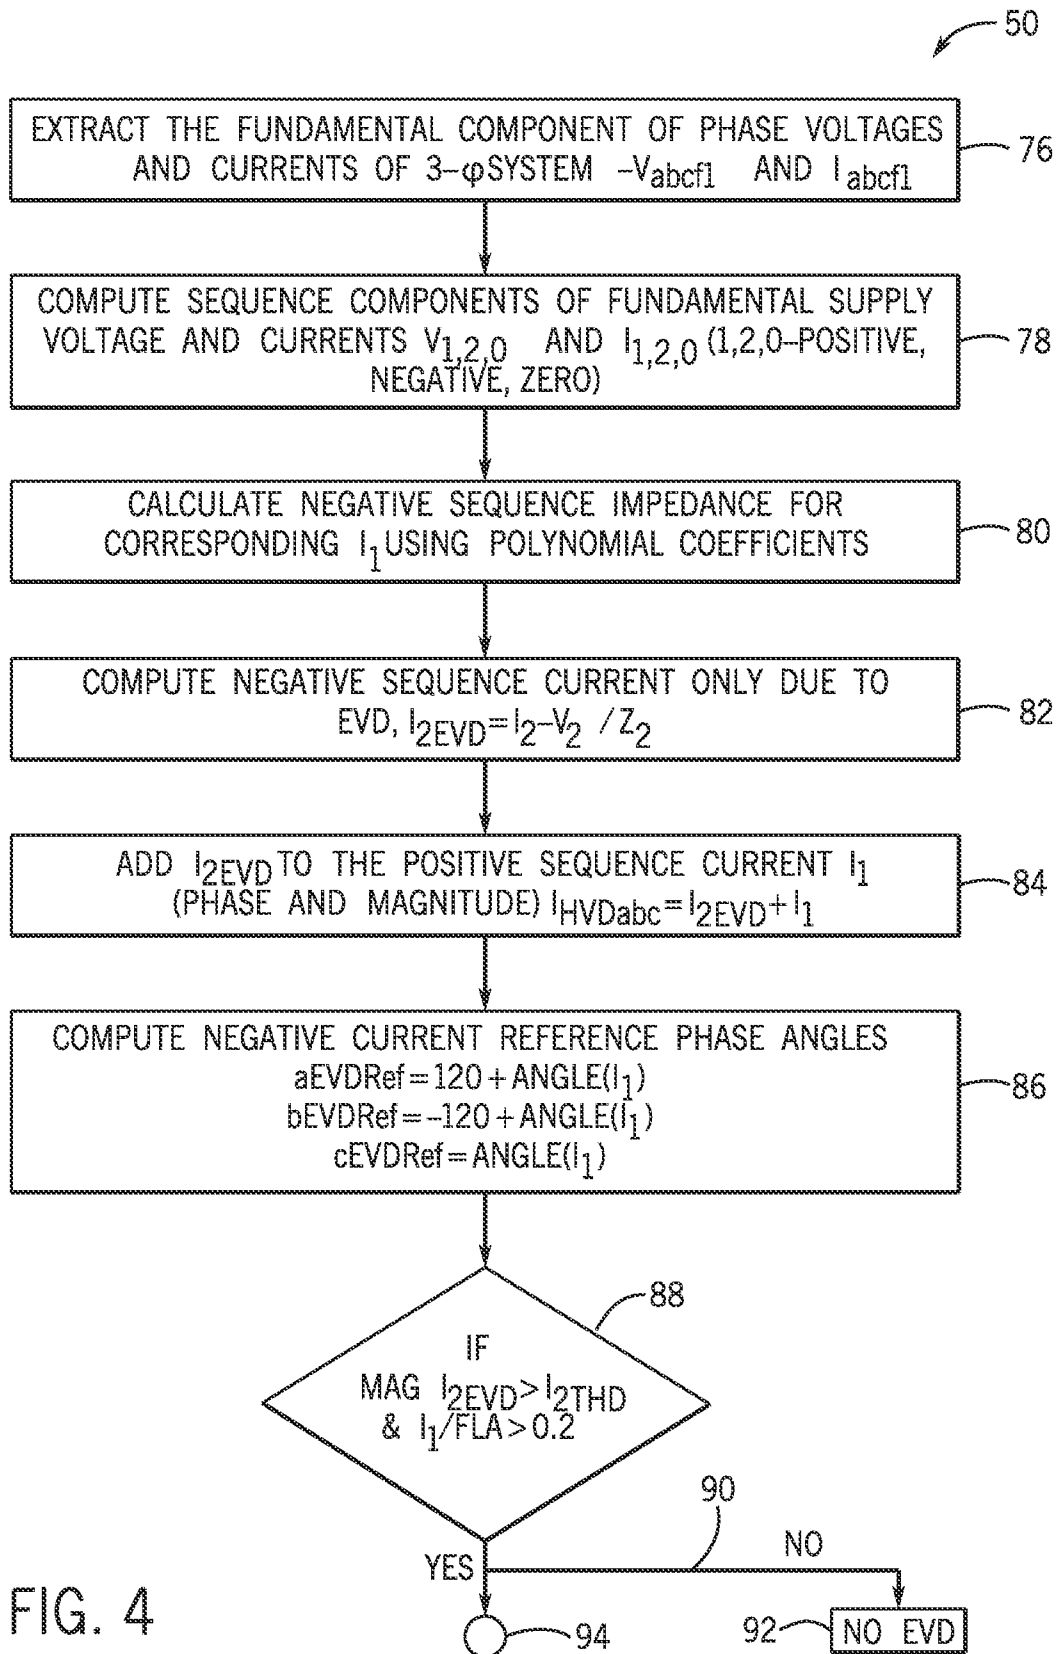 50
EXTRACT THE FUNDAMENTAL COMPONENT OF PHASE VOLTAGES
AND CURRENTS OF 3-φSYSTEM -Vabcf1 AND Iabcf1
76
COMPUTE SEQUENCE COMPONENTS OF FUNDAMENTAL SUPPLY
VOLTAGE AND CURRENTS V1,2,0 AND I1,2,0 (1,2,0-POSITIVE,
NEGATIVE, ZERO)
78
CALCULATE NEGATIVE SEQUENCE IMPEDANCE FOR
CORRESPONDING I1 USING POLYNOMIAL COEFFICIENTS
80
COMPUTE NEGATIVE SEQUENCE CURRENT ONLY DUE TO
EVD, I2EVD=I2-V2 /Z2
82
ADD I2EVD TO THE POSITIVE SEQUENCE CURRENT I1
(PHASE AND MAGNITUDE) IHVDabc=I2EVD+I1
84
COMPUTE NEGATIVE CURRENT REFERENCE PHASE ANGLES
aEVDRef=120+ANGLE(I1)
bEVDRef=-120+ANGLE(I1)
cEVDRef=ANGLE(I1)
86
88
IF
MAG I2EVD>I2THD
& I1/FLA>0.2
90
YES
NO
94
92
NO EVD
FIG. 4